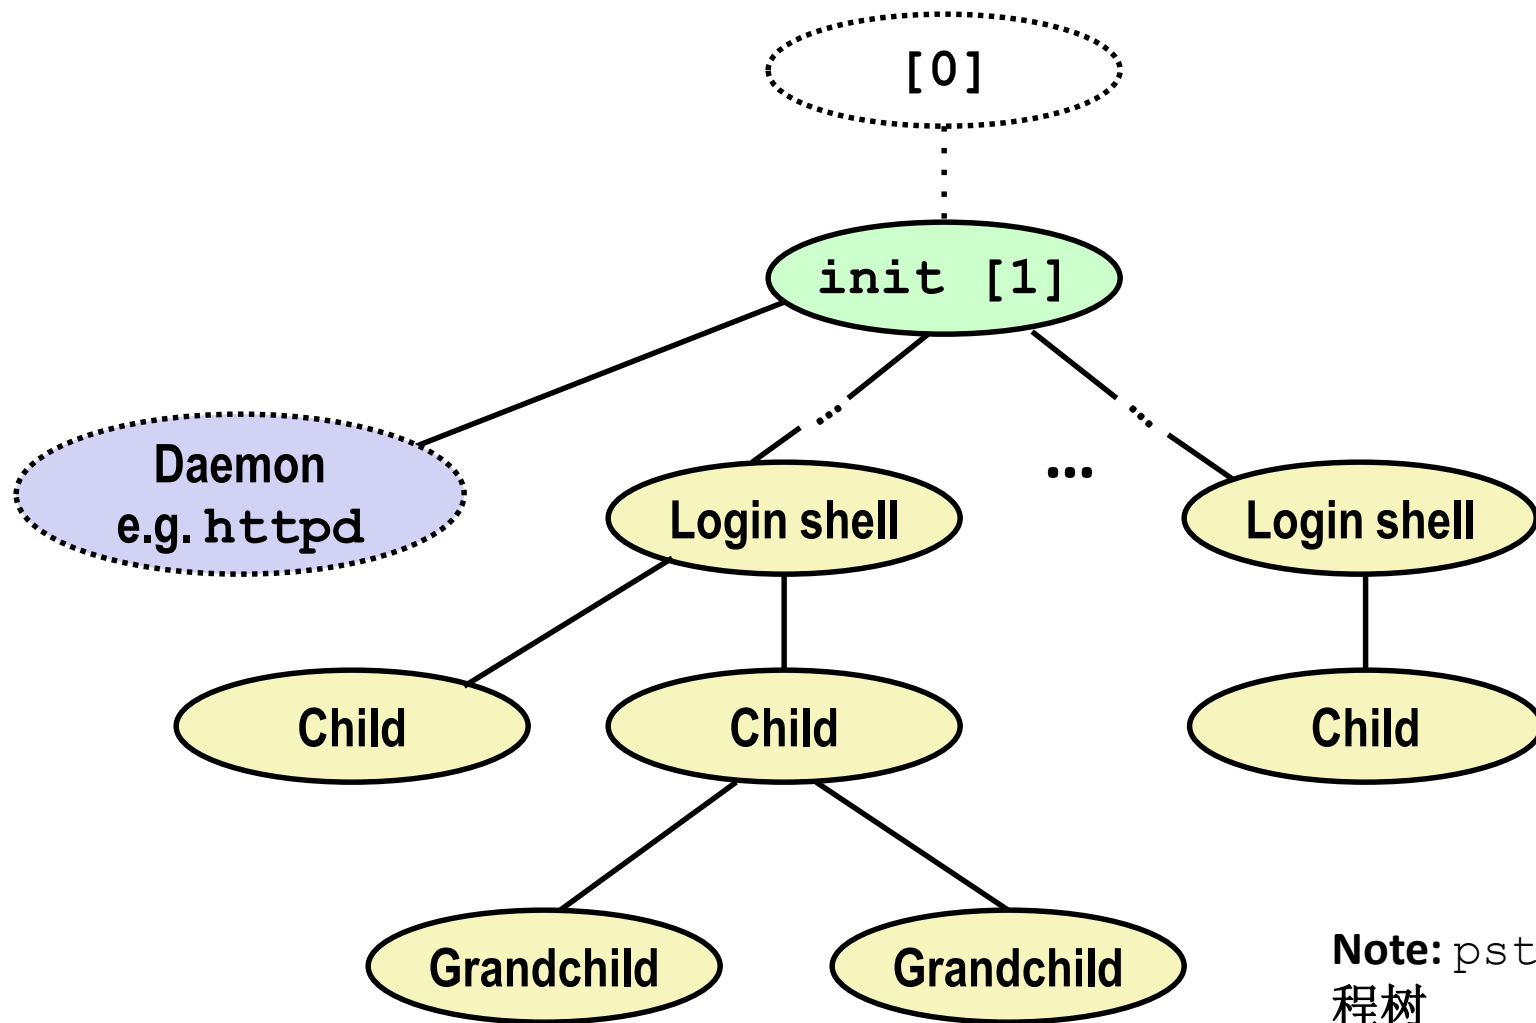 [0]
init [1]
Daemon
e.g. httpd
...
Login shell
Login shell
Child
Child
Child
Grandchild
Grandchild
Note: pst
程树